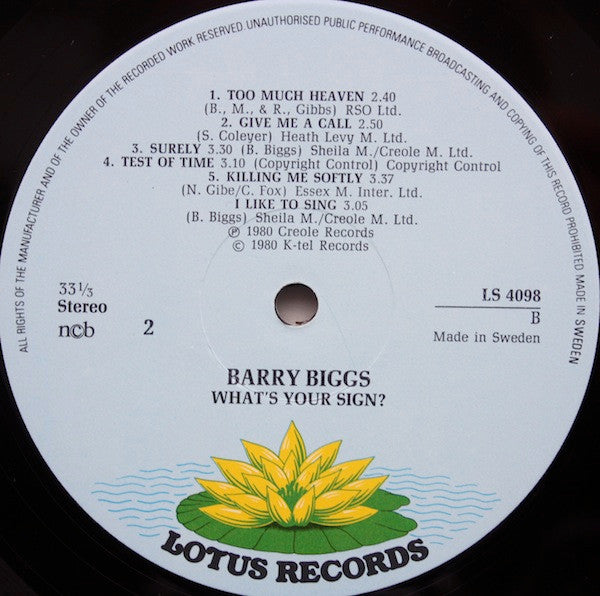 ALL RIGHTS OF THE MANUFACTURER AND OF THE OWNER OF THE RECORDED WORK RESERVED. UNAUTHORISED PUBLIC PERFORMANCE BROADCASTING AND COPYING OF THIS RECORD PROHIBITED. MADE IN SWEDEN
1. TOO MUCH HEAVEN 2.40
(B., M., & R., Gibbs) RSO Ltd.
2. GIVE ME A CALL 2.50
(S. Coleyer) Heath Levy M. Ltd.
3. SURELY 3.30 (B. Biggs) Sheila M./Creole M. Ltd.
4. TEST OF TIME 3.10 (Copyright Control) Copyright Control
5. KILLING ME SOFTLY 3.37
(N. Gibe/C. Fox) Essex M. Inter. Ltd.
I LIKE TO SING 3.05
(B. Biggs) Sheila M./Creole M. Ltd.
℗ 1980 Creole Records
© 1980 K-tel Records
33⅓
Stereo
ncb 2
LS 4098
B
Made in Sweden
BARRY BIGGS
WHAT'S YOUR SIGN?
LOTUS RECORDS